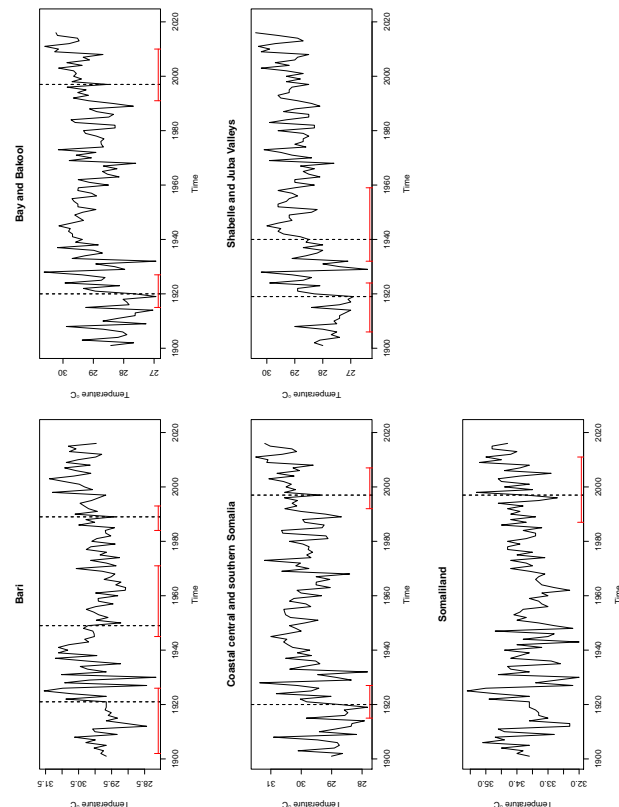 Bari
Temperature °C
31.5
30.5
29.5
28.5
1900 1920 1940 1960 1980 2000 2020
Time
Bay and Bakool
Temperature °C
30
29
28
27
1900 1920 1940 1960 1980 2000 2020
Time
Coastal central and southern Somalia
Temperature °C
31
30
29
28
1900 1920 1940 1960 1980 2000 2020
Time
Shabelle and Juba Valleys
Temperature °C
30
29
28
27
1900 1920 1940 1960 1980 2000 2020
Time
Somaliland
Temperature °C
35.0
34.0
33.0
32.0
1900 1920 1940 1960 1980 2000 2020
Time